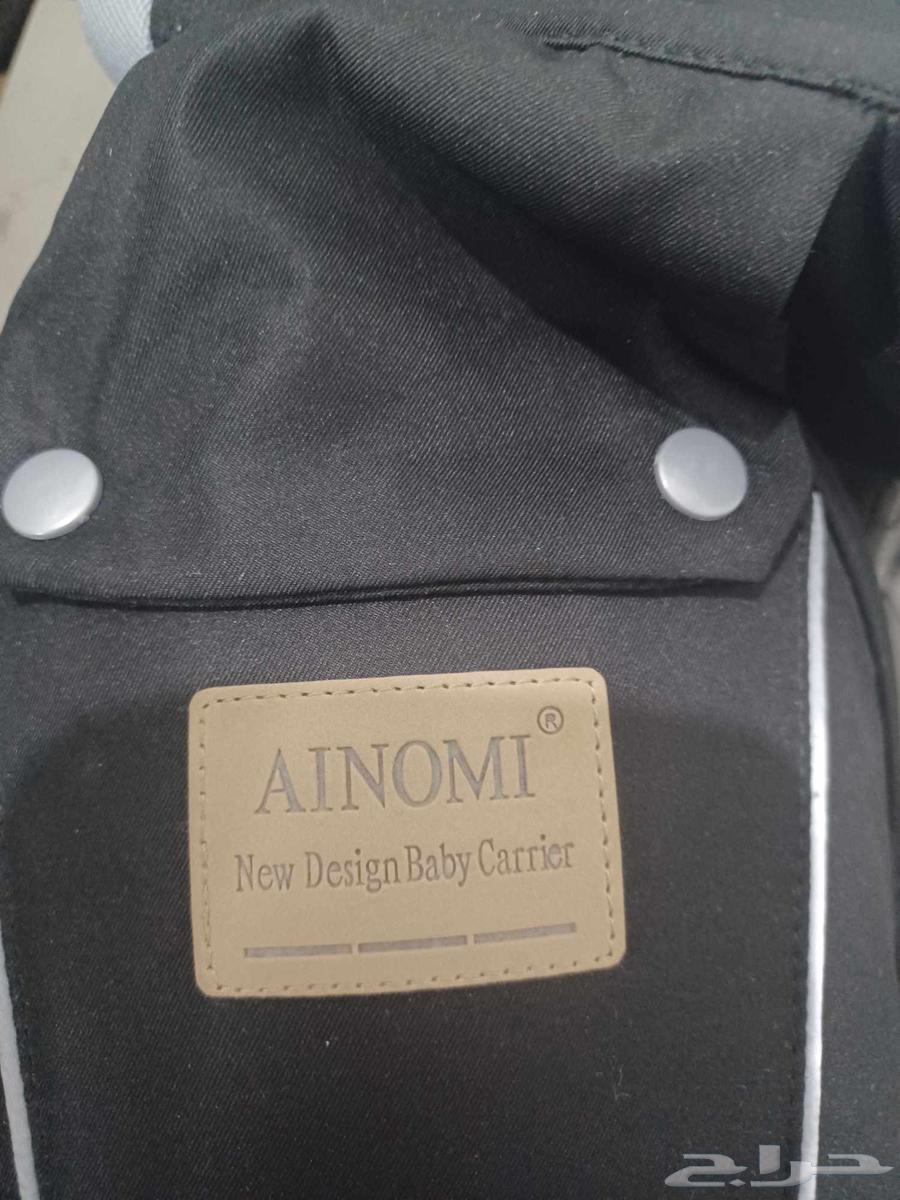 AINOMI®
New Design Baby Carrier
حراج